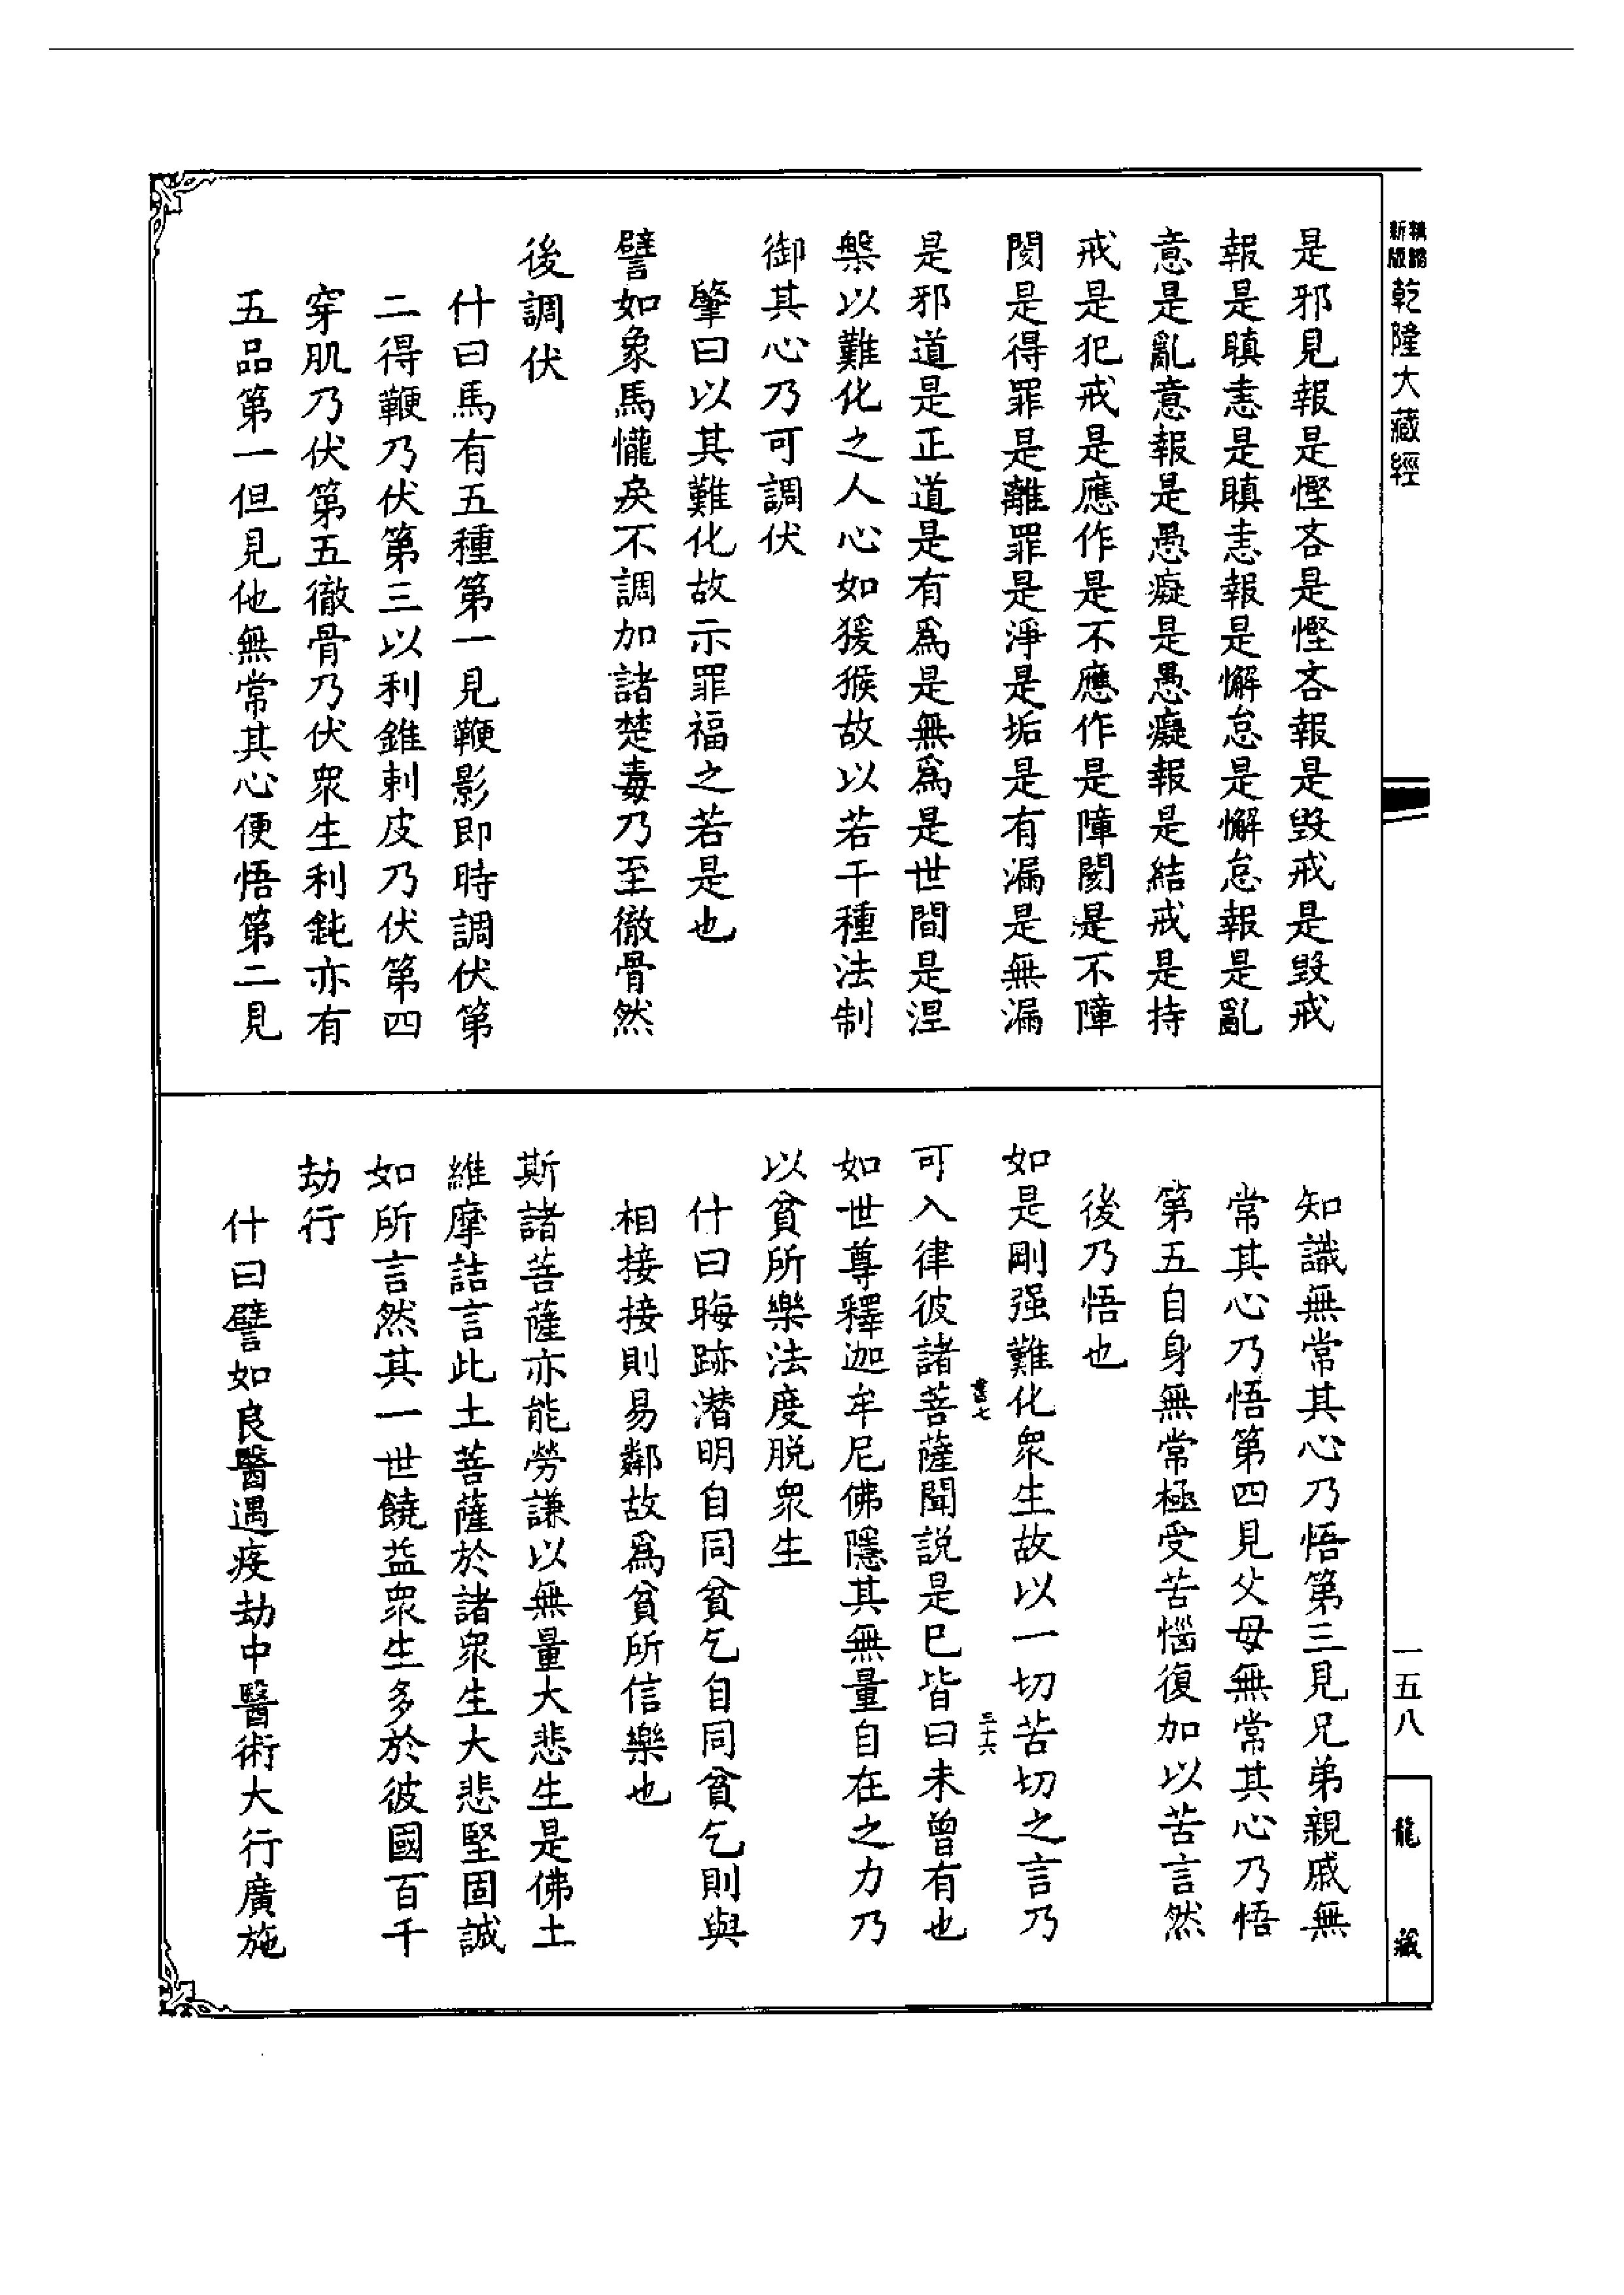 新版精縮乾隆大藏經
是邪見報是慳吝是慳吝報是毀戒是毀戒
報是瞋恚是瞋恚報是懈怠是懈怠報是亂
意是亂意報是愚癡是愚癡報是結戒是持
戒是犯戒是應作是不應作是障閡是不障
閡是得罪是離罪是淨是垢是有漏是無漏
是邪道是正道是有爲是無爲是世間是涅
槃以難化之人心如猨猴故以若干種法制
御其心乃可調伏
肇曰以其難化故示罪福之若是也
譬如象馬㦬悷不調加諸楚毒乃至徹骨然
後調伏
什曰馬有五種第一見鞭影即時調伏第
二得鞭乃伏第三以利錐刺皮乃伏第四
穿肌乃伏第五徹骨乃伏衆生利鈍亦有
五品第一但見他無常其心便悟第二見
知識無常其心乃悟第三見兄弟親戚無
常其心乃悟第四見父母無常其心乃悟
第五自身無常極受苦惱復加以苦言然
後乃悟也
如是剛强難化衆生故以一切苦切之言乃
可入律彼諸菩薩聞説是已皆曰未曾有也
如世尊釋迦牟尼佛隱其無量自在之力乃
以貧所樂法度脱衆生
什曰晦跡潛明自同貧乞自同貧乞則與
相接接則易鄰故爲貧所信樂也
斯諸菩薩亦能勞謙以無量大悲生是佛土
維摩詰言此土菩薩於諸衆生大悲堅固誠
如所言然其一世饒益衆生多於彼國百千
劫行
什曰譬如良醫遇疫劫中醫術大行廣施
三十六
一五八
龍藏